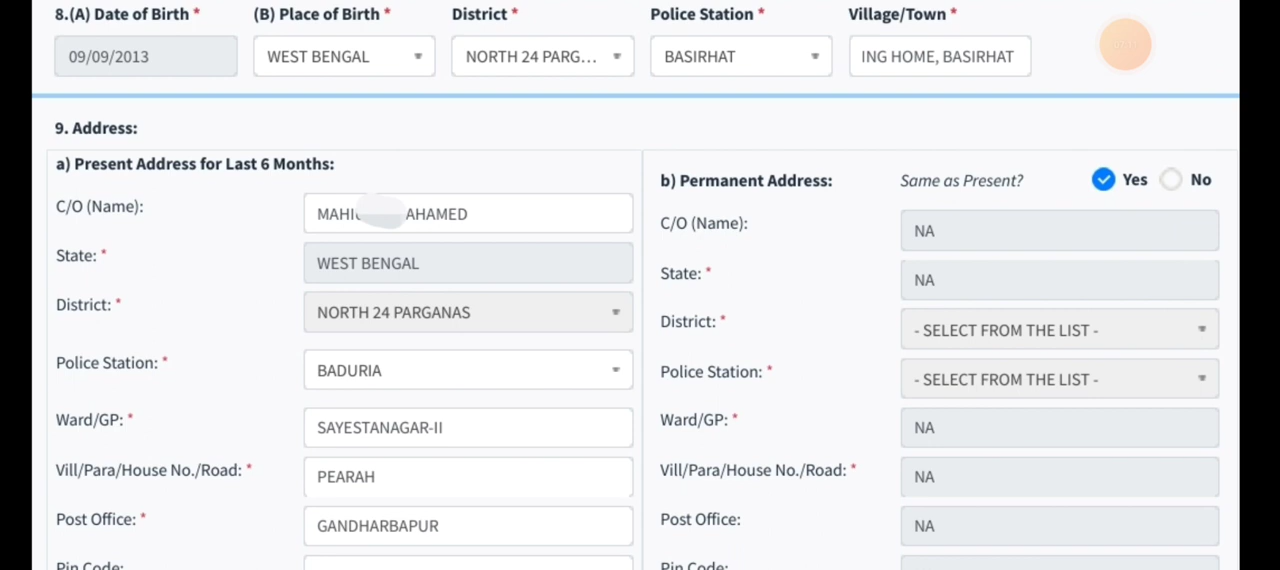 8.(A) Date of Birth * (B) Place of Birth * District * Police Station * Village/Town *
09/09/2013 WEST BENGAL NORTH 24 PARG... BASIRHAT ING HOME, BASIRHAT
9. Address:
a) Present Address for Last 6 Months:
C/O (Name): AHAMED
State: * WEST BENGAL
District: * NORTH 24 PARGANAS
Police Station: * BADURIA
Ward/GP: * SAYESTANAGAR-II
Vill/Para/House No./Road: * PEARAH
Post Office: * GANDHARBAPUR
Pin Code:
b) Permanent Address: Same as Present? Yes No
C/O (Name): NA
State: * NA
District: * - SELECT FROM THE LIST -
Police Station: * - SELECT FROM THE LIST -
Ward/GP: * NA
Vill/Para/House No./Road: * NA
Post Office: NA
Pin Code: